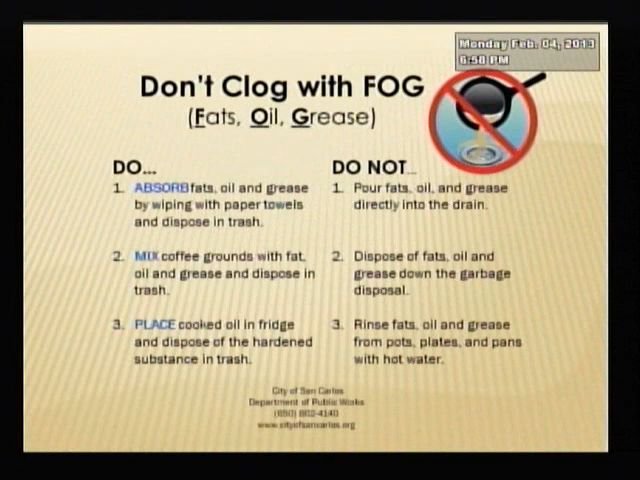 Monday Feb. 04, 2013
6:50 PM
Don't Clog with FOG
(Fats, Oil, Grease)
DO...
1. ABSORB fats, oil and grease
by wiping with paper towels
and dispose in trash.
2. MIX coffee grounds with fat,
oil and grease and dispose in
trash.
3. PLACE cooked oil in fridge
and dispose of the hardened
substance in trash.
DO NOT...
1. Pour fats, oil, and grease
directly into the drain.
2. Dispose of fats, oil and
grease down the garbage
disposal.
3. Rinse fats, oil and grease
from pots, plates, and pans
with hot water.
City of San Carlos
Department of Public Works
(650) 802-4140
www.cityofsancarlos.org